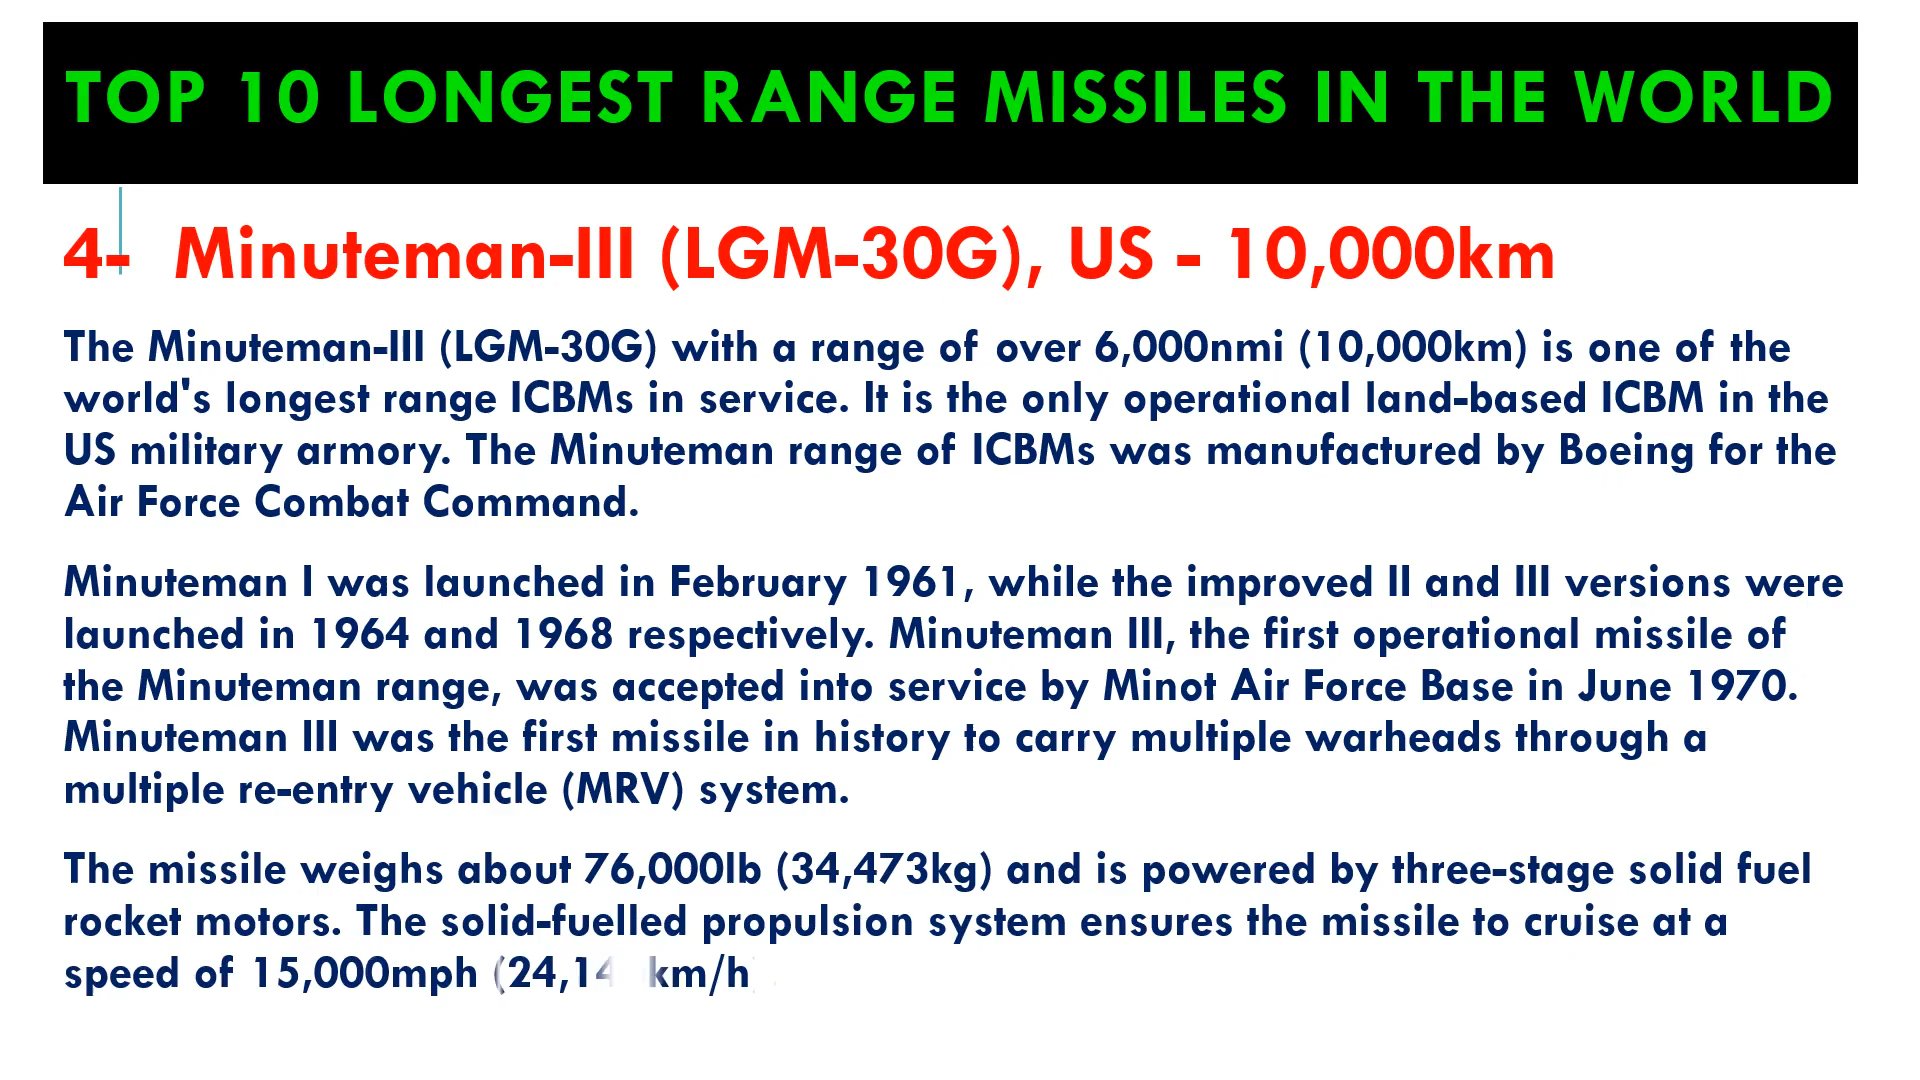 TOP 10 LONGEST RANGE MISSILES IN THE WORLD
4- Minuteman-III (LGM-30G), US - 10,000km
The Minuteman-III (LGM-30G) with a range of over 6,000nmi (10,000km) is one of the
world's longest range ICBMs in service. It is the only operational land-based ICBM in the
US military armory. The Minuteman range of ICBMs was manufactured by Boeing for the
Air Force Combat Command.
Minuteman I was launched in February 1961, while the improved II and III versions were
launched in 1964 and 1968 respectively. Minuteman III, the first operational missile of
the Minuteman range, was accepted into service by Minot Air Force Base in June 1970.
Minuteman III was the first missile in history to carry multiple warheads through a
multiple re-entry vehicle (MRV) system.
The missile weighs about 76,000lb (34,473kg) and is powered by three-stage solid fuel
rocket motors. The solid-fuelled propulsion system ensures the missile to cruise at a
speed of 15,000mph km/h